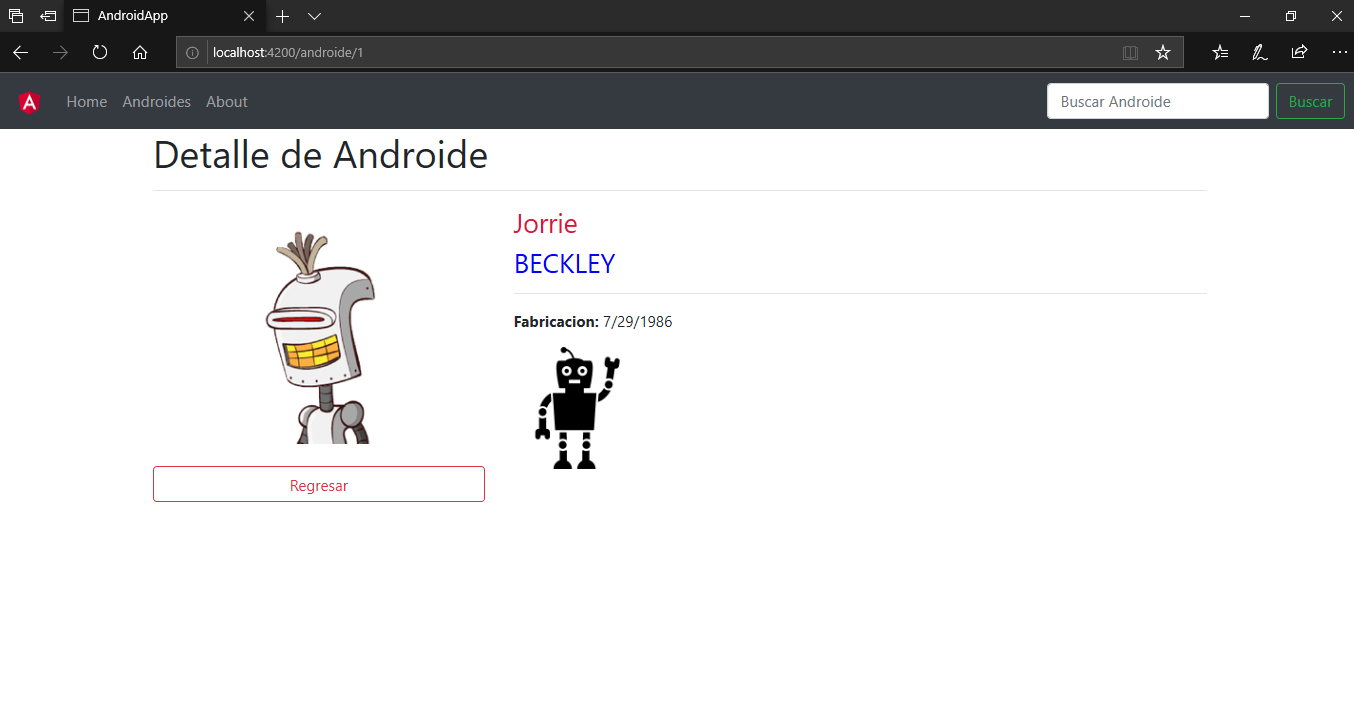 AndroidApp
localhost:4200/androide/1
A Home Androides About Buscar Androide Buscar
Detalle de Androide
Jorrie
BECKLEY
Fabricacion: 7/29/1986
Regresar